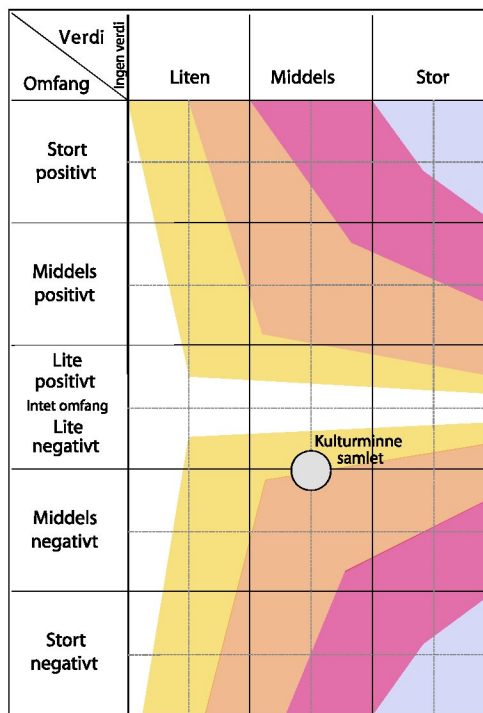 Verdi
Ingen verdi
Omfang
Liten
Middels
Stor
Stort
positivt
Middels
positivt
Lite
positivt
Intet omfang
Lite
negativt
Kulturminne
samlet
Middels
negativt
Stort
negativt